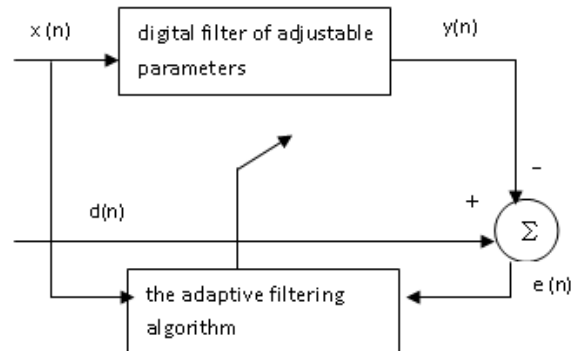 x (n)
digital filter of adjustable
parameters
y(n)
-
+
d(n)
Σ
the adaptive filtering
algorithm
e (n)